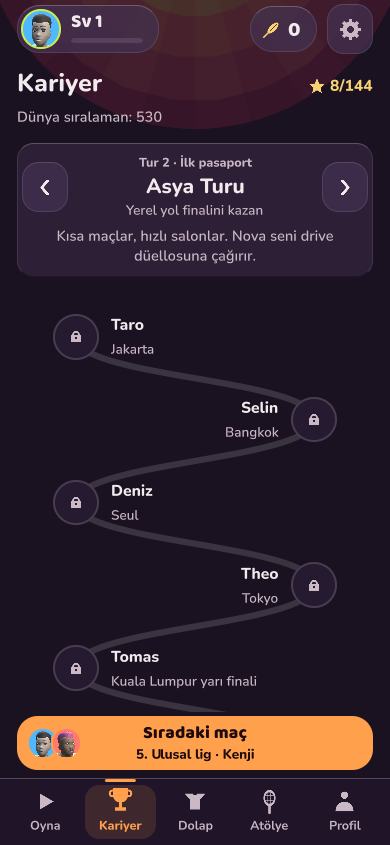 Sv 1
0
Kariyer
8/144
Dünya sıralaman: 530
Tur 2 · İlk pasaport
Asya Turu
Yerel yol finalini kazan
Kısa maçlar, hızlı salonlar. Nova seni drive
düellosuna çağırır.
Taro
Jakarta
Selin
Bangkok
Deniz
Seul
Theo
Tokyo
Tomas
Kuala Lumpur yarı finali
Sıradaki maç
5. Ulusal lig · Kenji
Oyna
Kariyer
Dolap
Atölye
Profil